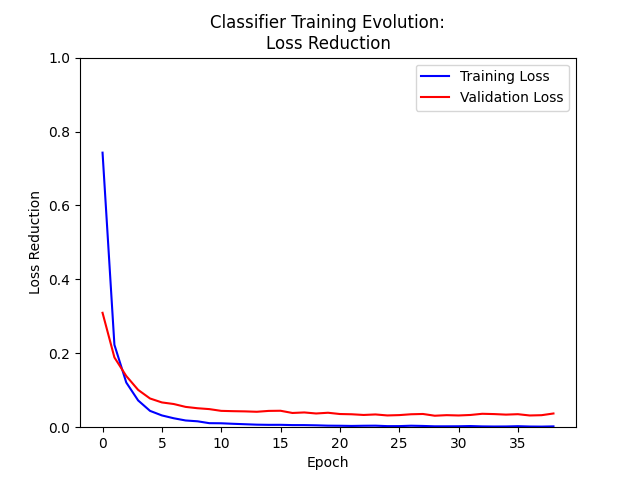 Classifier Training Evolution:
Loss Reduction
Training Loss
Validation Loss
Loss Reduction
1.0
0.8
0.6
0.4
0.2
0.0
0 5 10 15 20 25 30 35
Epoch